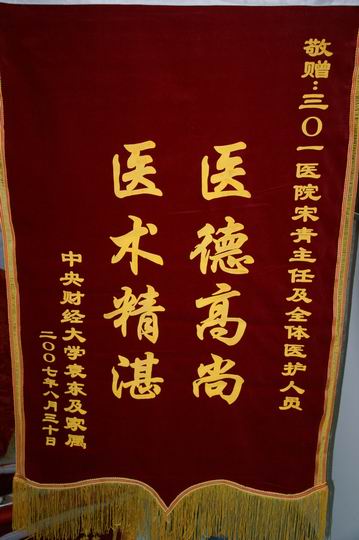 敬赠:三〇一医院宋青主任及全体医护人员
医德高尚
医术精湛
中央财经大学袁东及家属
二〇〇七年八月三十日